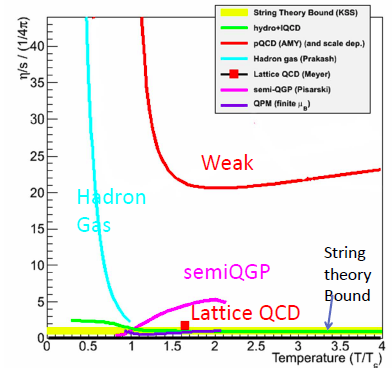 String Theory Bound (KSS)
hydro+lQCD
pQCD (AMY) (and scale dep.)
Hadron gas (Prakash)
Lattice QCD (Meyer)
semi-QGP (Pisarski)
QPM (finite μB)
η/s / (1/4π)
40
35
30
25
20
15
10
5
0
Weak
Hadron
Gas
semiQGP
String
theory
Bound
Lattice QCD
0 0.5 1 1.5 2 2.5 3 3.5 4
Temperature (T/Tc)